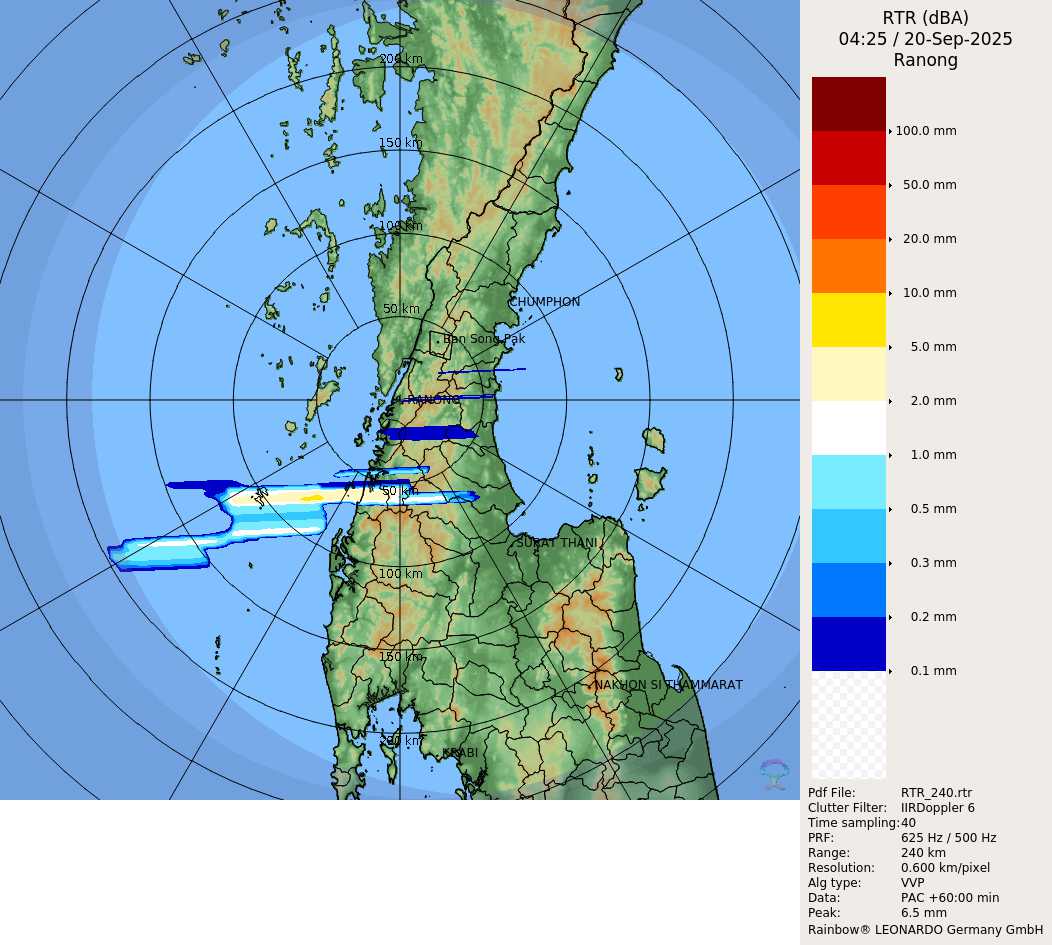 RTR (dBA)
04:25 / 20-Sep-2025
Ranong
200 km
150 km
100 km
50 km
CHUMPHON
Ban Song Pak
RANONG
50 km
SURAT THANI
100 km
150 km
NAKHON SI THAMMARAT
200 km
KRABI
100.0 mm
50.0 mm
20.0 mm
10.0 mm
5.0 mm
2.0 mm
1.0 mm
0.5 mm
0.3 mm
0.2 mm
0.1 mm
Pdf File: RTR_240.rtr
Clutter Filter: IIRDoppler 6
Time sampling: 40
PRF: 625 Hz / 500 Hz
Range: 240 km
Resolution: 0.600 km/pixel
Alg type: VVP
Data: PAC +60:00 min
Peak: 6.5 mm
Rainbow® LEONARDO Germany GmbH